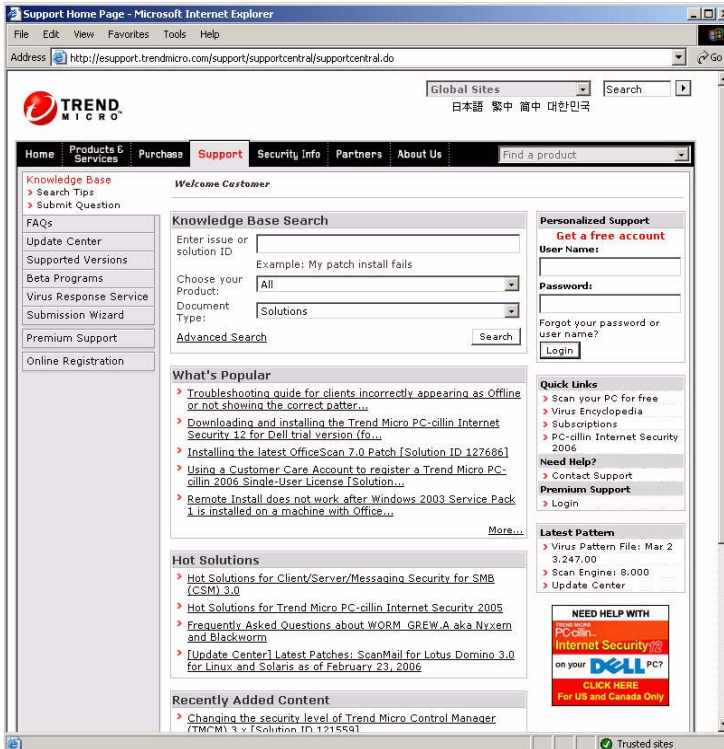 Support Home Page - Microsoft Internet Explorer
File Edit View Favorites Tools Help
Address http://esupport.trendmicro.com/support/supportcentral/supportcentral.do Go
Global Sites Search
日本語 繁中 简中 대한민국
TREND
MICRO
Home Products & Services Purchase Support Security Info Partners About Us Find a product
Knowledge Base
Search Tips
Submit Question
FAQs
Update Center
Supported Versions
Beta Programs
Virus Response Service
Submission Wizard
Premium Support
Online Registration
Welcome Customer
Knowledge Base Search
Enter issue or
solution ID
Example: My patch install fails
Choose your
Product: All
Document
Type: Solutions
Advanced Search Search
What's Popular
Troubleshooting guide for clients incorrectly appearing as Offline
or not showing the correct patter...
Downloading and installing the Trend Micro PC-cillin Internet
Security 12 for Dell trial version (fo...
Installing the latest OfficeScan 7.0 Patch [Solution ID 127686]
Using a Customer Care Account to register a Trend Micro PC-
cillin 2006 Single-User License [Solution...
Remote Install does not work after Windows 2003 Service Pack
1 is installed on a machine with Office...
More...
Hot Solutions
Hot Solutions for Client/Server/Messaging Security for SMB
(CSM) 3.0
Hot Solutions for Trend Micro PC-cillin Internet Security 2005
Frequently Asked Questions about WORM_GREW.A aka Nyxem
and Blackworm
[Update Center] Latest Patches: ScanMail for Lotus Domino 3.0
for Linux and Solaris as of February 23, 2006
Recently Added Content
Changing the security level of Trend Micro Control Manager
(TMCM) 3.x [Solution ID 121559]
Personalized Support
Get a free account
User Name:
Password:
Forgot your password or
user name?
Login
Quick Links
Scan your PC for free
Virus Encyclopedia
Subscriptions
PC-cillin Internet Security
2006
Need Help?
Contact Support
Premium Support
Login
Latest Pattern
Virus Pattern File: Mar 2
3.247.00
Scan Engine: 8.000
Update Center
NEED HELP WITH
TREND MICRO
PC-cillin
Internet Security 12
on your DELL PC?
CLICK HERE
For US and Canada Only
Trusted sites